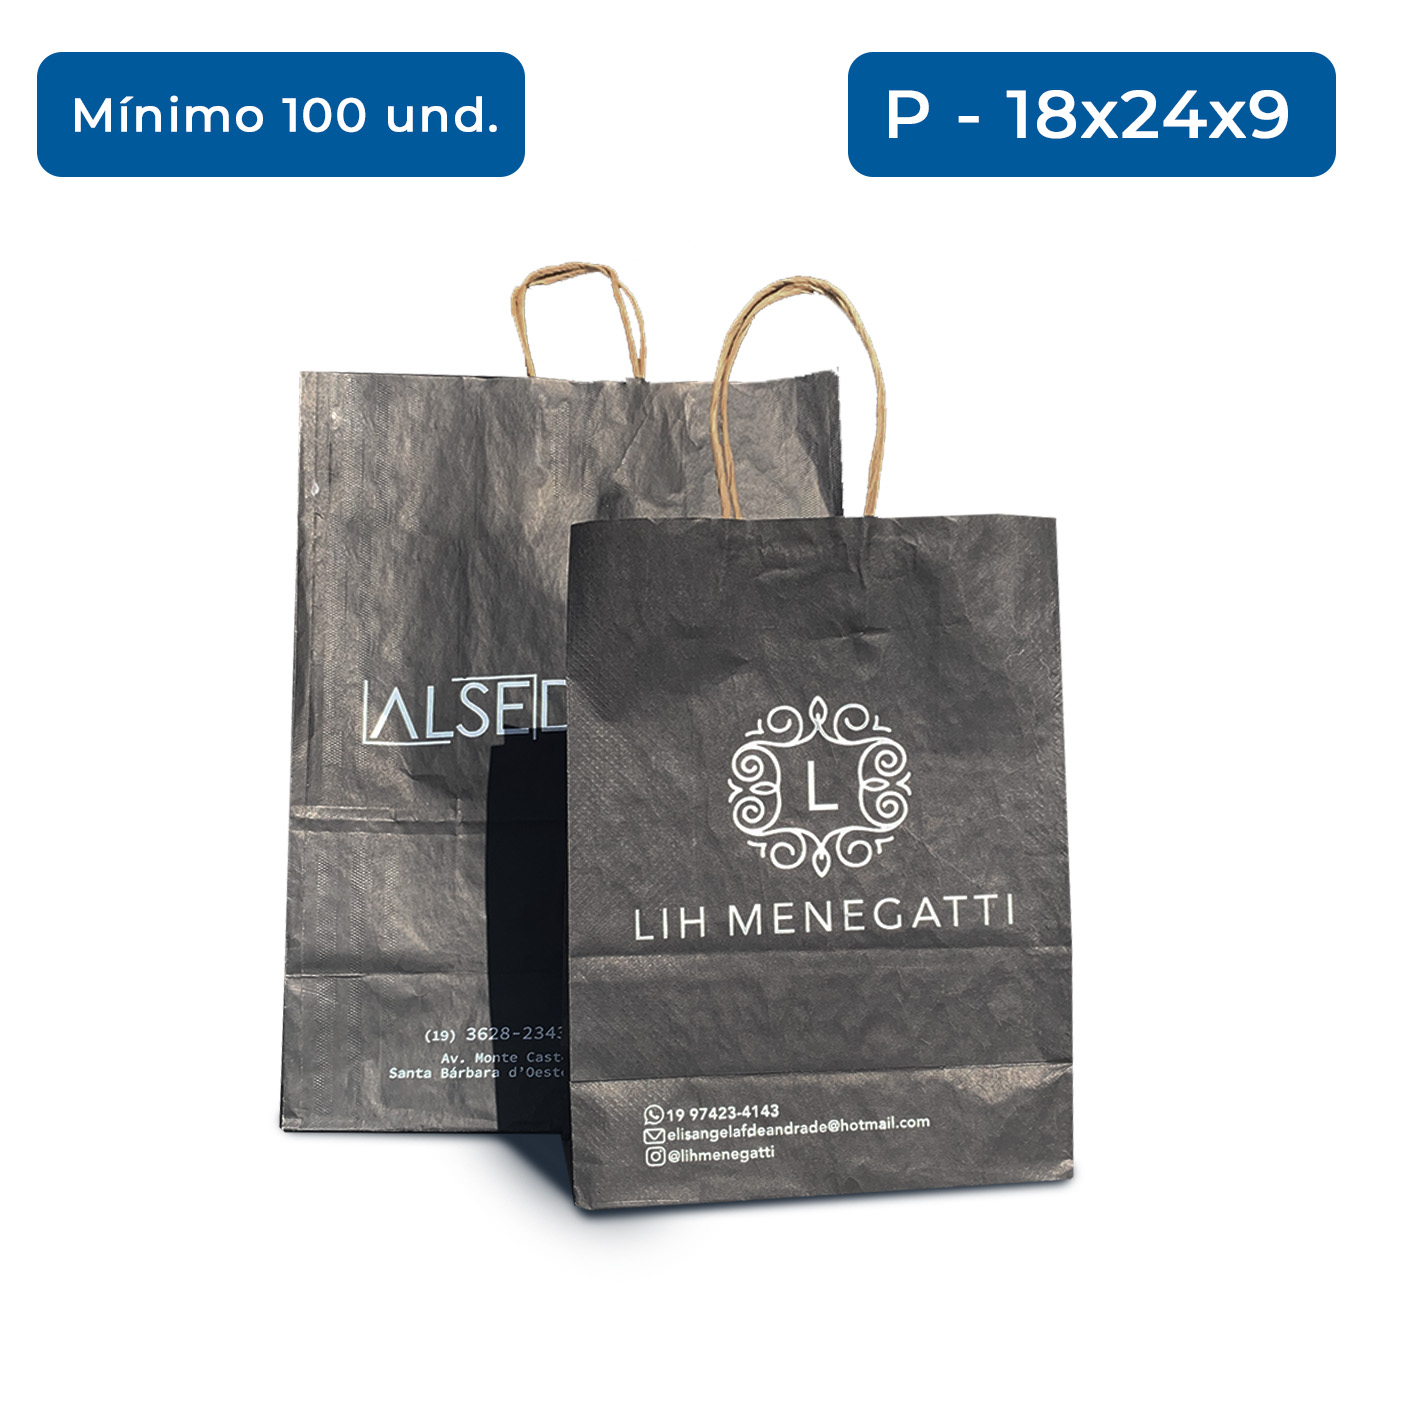 Mínimo 100 und.
P - 18x24x9
ALSED
(19) 3628-2343
Av. Monte Cast
Santa Bárbara d'Oeste
L
LIH MENEGATTI
19 97423-4143
elisangelafdeandrade@hotmail.com
@lihmenegatti